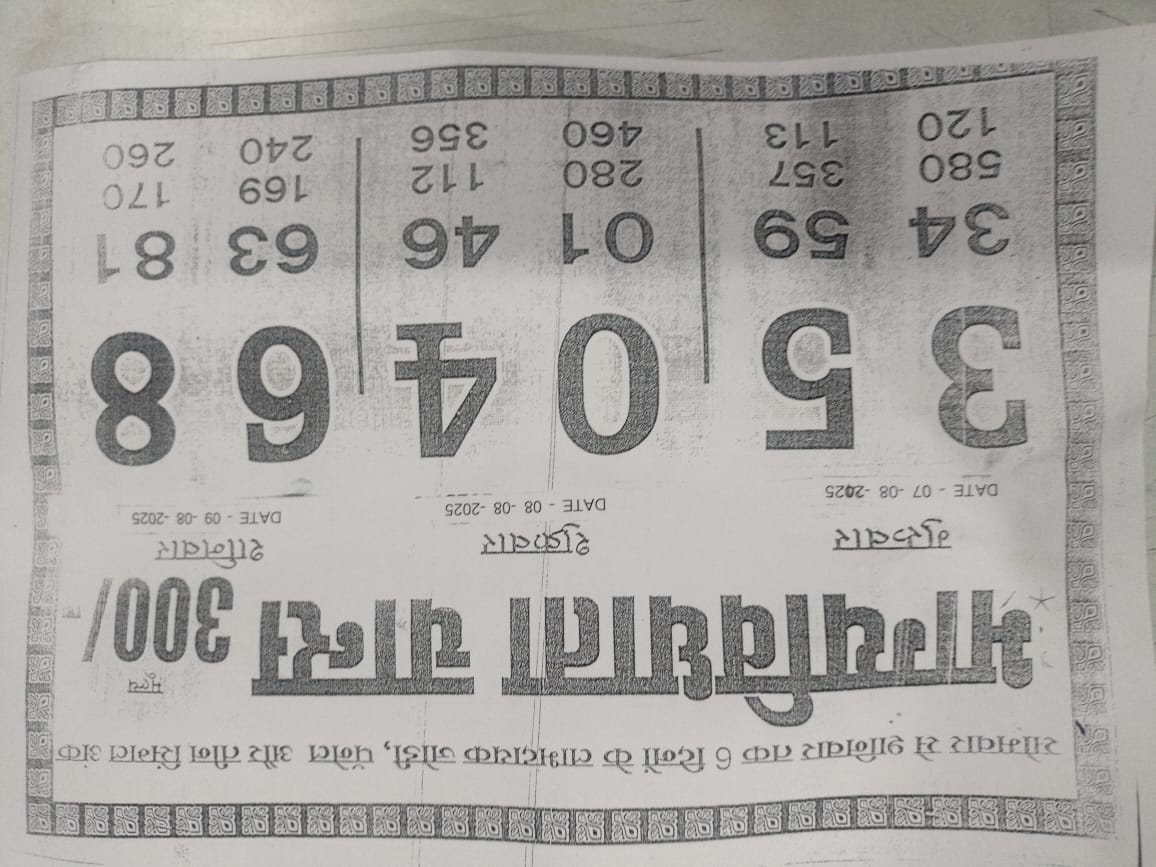 सोमवार से शनिवार तक 6 दिनों के लाभदायक जोडी, पॅनल और तीन सिंगल अंक
मूल्य
भाग्यविधाता चान्स 300/
गुरुवार शुक्रवार शनिवार
DATE - 07 -08 -2025 DATE - 08 -08 -2025 DATE - 09 -08 -2025
3 5 0 4 6 8
34 59 01 46 63 81
580 357 280 112 169 170
120 113 460 356 240 260